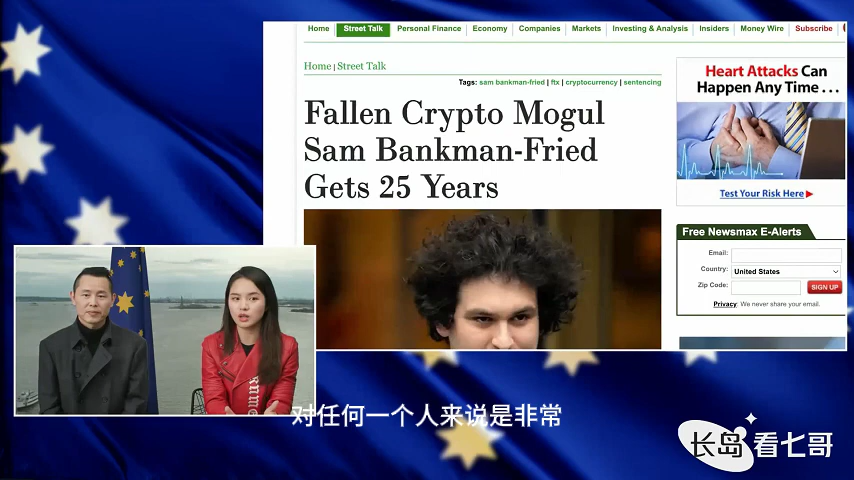 Home Street Talk Personal Finance Economy Companies Markets Investing & Analysis Insiders Money Wire Subscribe
Home | Street Talk
Tags: sam bankman-fried | ftx | cryptocurrency | sentencing
Fallen Crypto Mogul
Sam Bankman-Fried
Gets 25 Years
Heart Attacks Can
Happen Any Time . . .
Test Your Risk Here
Free Newsmax E-Alerts
Email:
Country: United States
Zip Code: SIGN UP
Privacy: We never share your email.
对任何一个人来说是非常
长岛看七哥